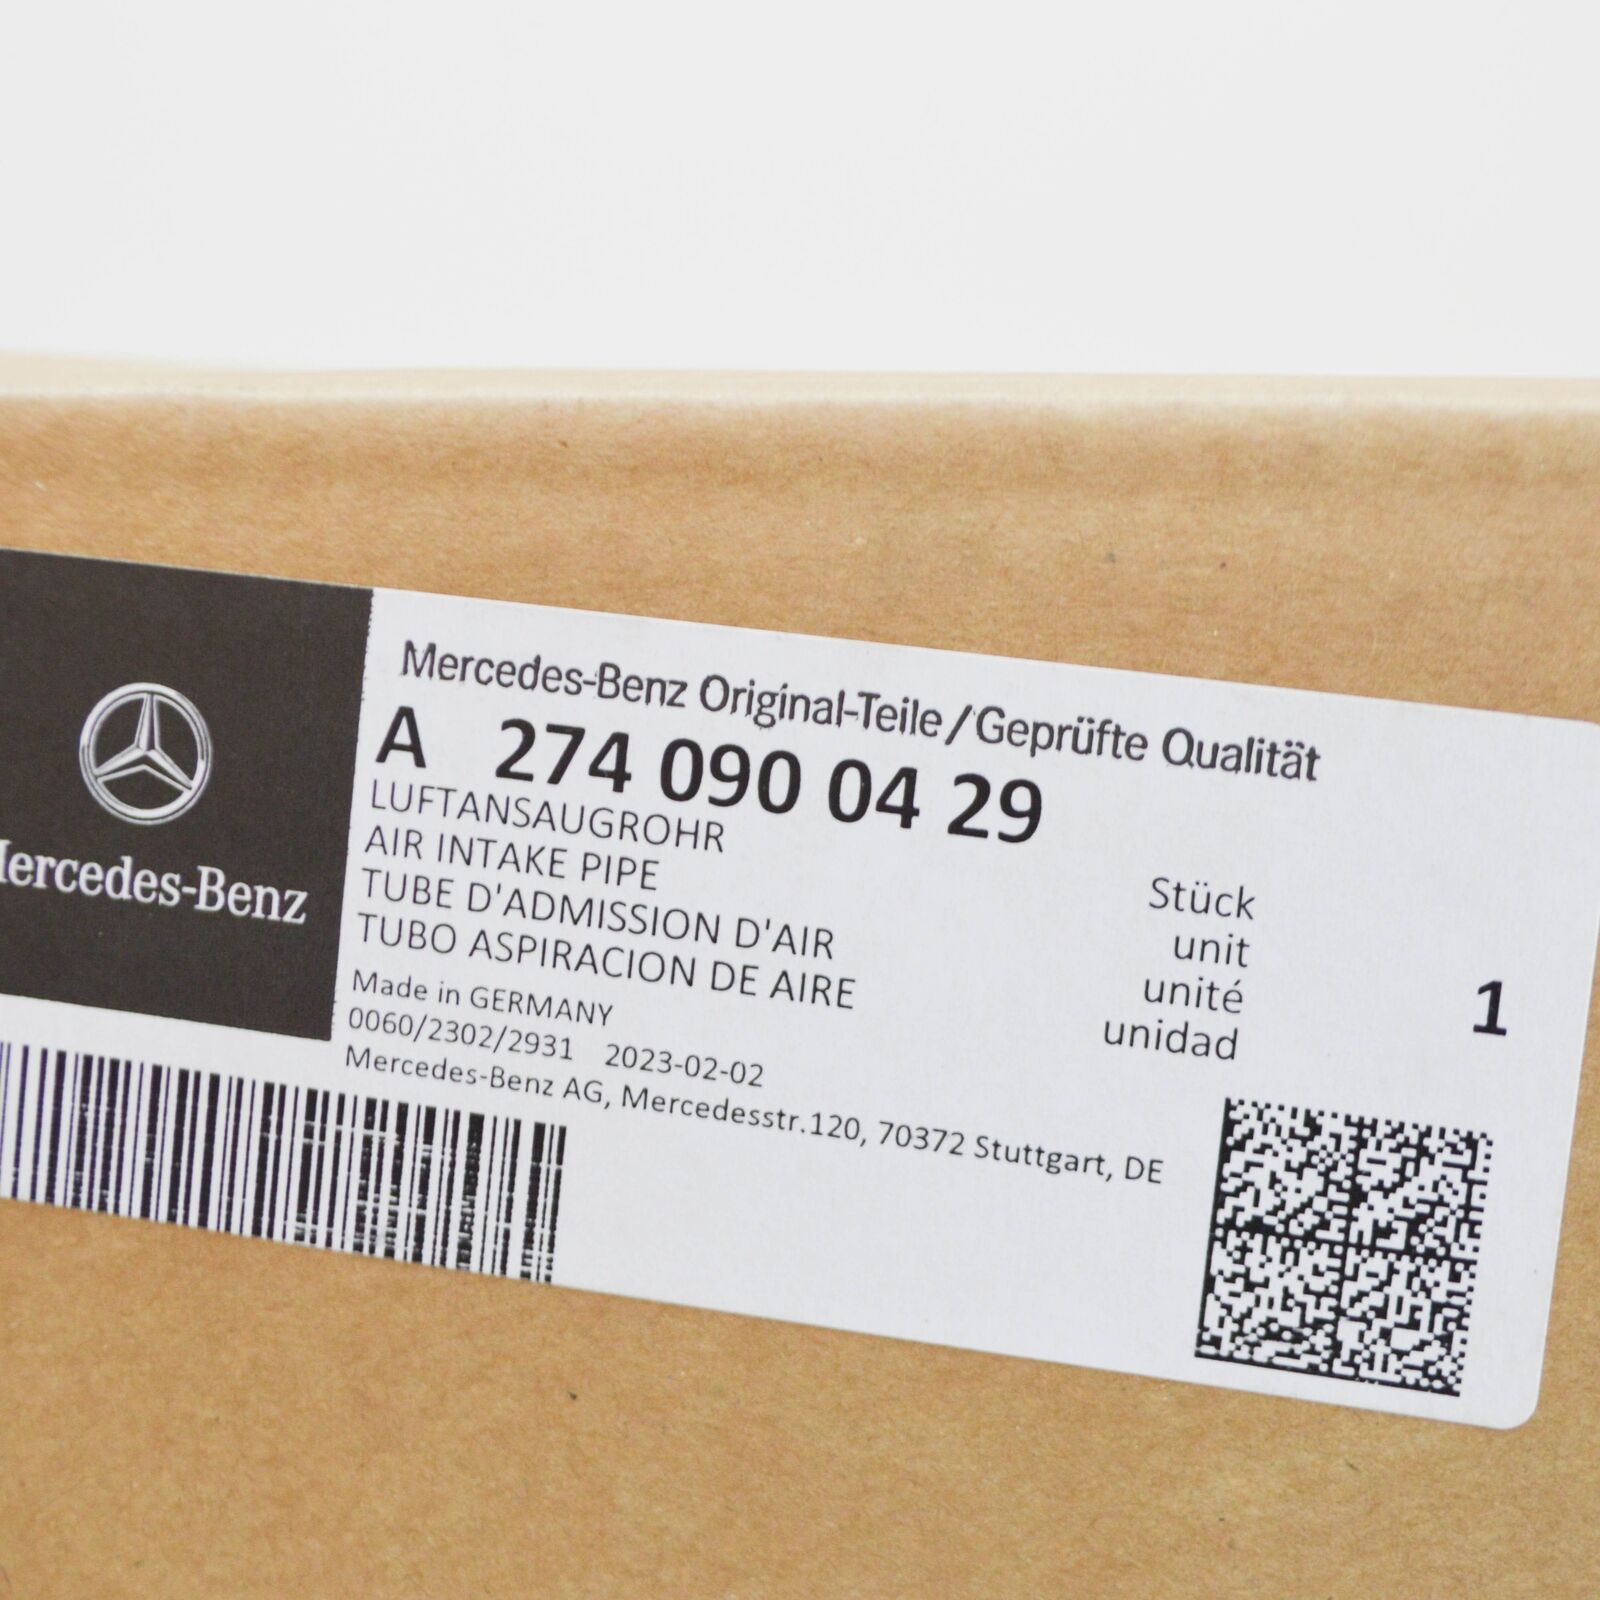 Mercedes-Benz Original-Teile/Geprüfte Qualität
A 274 090 04 29
LUFTANSAUGROHR
AIR INTAKE PIPE
TUBE D'ADMISSION D'AIR
TUBO ASPIRACION DE AIRE
Stück
unit
unité
unidad
1
Made in GERMANY
0060/2302/2931 2023-02-02
Mercedes-Benz AG, Mercedesstr.120, 70372 Stuttgart, DE
Mercedes-Benz